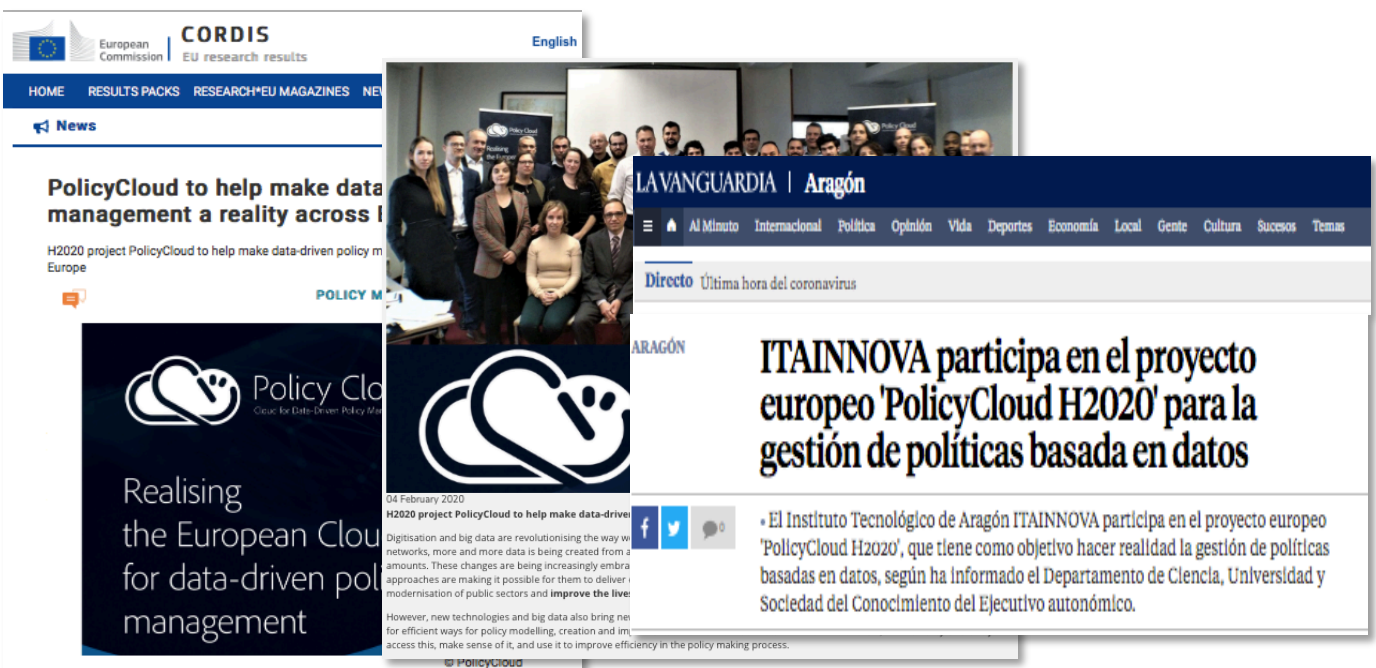 European
Commission
CORDIS
EU research results
English
HOME RESULTS PACKS RESEARCH*EU MAGAZINES
News
PolicyCloud to help make data
management a reality across
H2020 project PolicyCloud to help make data-driven policy
Europe
POLICY
Policy
Cloud for Data-Driven Policy
Realising
the European
for data-driven
management
© PolicyCloud
Policy Cloud
Realising
Policy Cloud
04 February 2020
H2020 project PolicyCloud to help make
Digitisation and big data are revolutionising the way
networks, more and more data is being created from
amounts. These changes are being increasingly
approaches are making it possible for them to deliver
modernisation of public sectors and improve the
However, new technologies and big data also bring
for efficient ways for policy modelling, creation and
access this, make sense of it, and use it to improve efficiency in the policy making process.
LA VANGUARDIA | Aragón
Al Minuto Internacional Política Opinión Vida Deportes Economía Local Gente Cultura Sucesos Temas
Directo Última hora del coronavirus
ARAGÓN
ITAINNOVA participa en el proyecto
europeo 'PolicyCloud H2020' para la
gestión de políticas basada en datos
f 0
• El Instituto Tecnológico de Aragón ITAINNOVA participa en el proyecto europeo
'PolicyCloud H2020', que tiene como objetivo hacer realidad la gestión de políticas
basadas en datos, según ha informado el Departamento de Ciencia, Universidad y
Sociedad del Conocimiento del Ejecutivo autonómico.